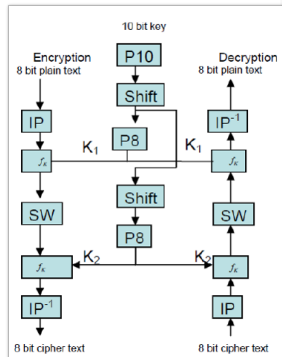 10 bit key
Encryption
Decryption
8 bit plain text
8 bit plain text
P10
Shift
IP
P8
IP-1
K1
K1
fK
fK
Shift
SW
SW
P8
K2
K2
fK
fK
IP-1
IP
8 bit cipher text
8 bit cipher text